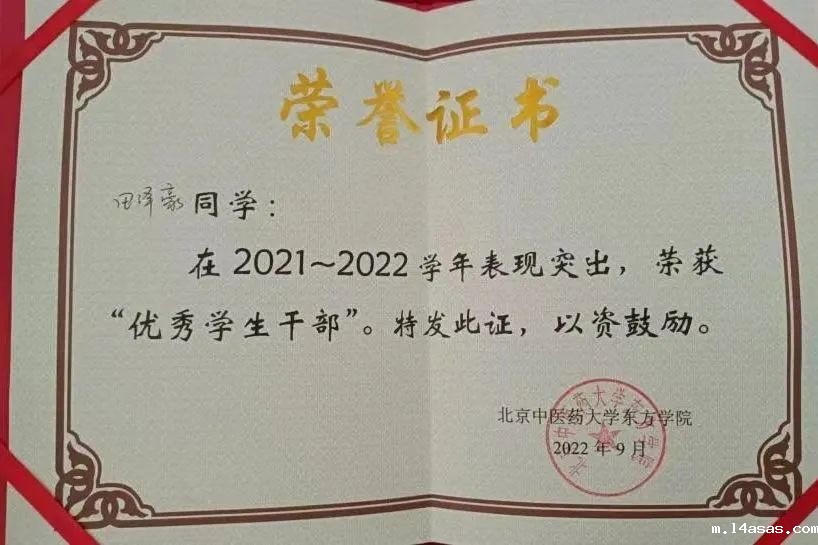 荣誉证书
田泽豪同学：
在2021~2022学年表现突出，荣获
“优秀学生干部”。特发此证，以资鼓励。
北京中医药大学东方学院
2022年9月
m.14asas.com